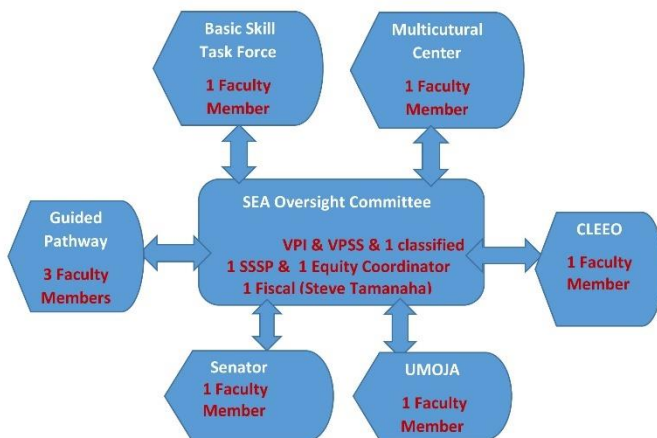 Basic Skill
Task Force
1 Faculty
Member
Multicutural
Center
1 Faculty
Member
Guided
Pathway
3 Faculty
Members
SEA Oversight Committee
VPI & VPSS & 1 classified
1 SSSP & 1 Equity Coordinator
1 Fiscal (Steve Tamanaha)
CLEEO
1 Faculty
Member
Senator
1 Faculty
Member
UMOJA
1 Faculty
Member